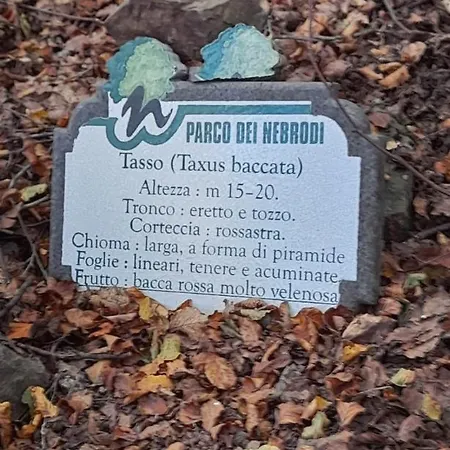 PARCO DEI NEBRODI
Tasso (Taxus baccata)
Altezza : m 15-20.
Tronco : eretto e tozzo.
Corteccia : rossastra.
Chioma : larga, a forma di piramide
Foglie : lineari, tenere e acuminate
Frutto : bacca rossa molto velenosa